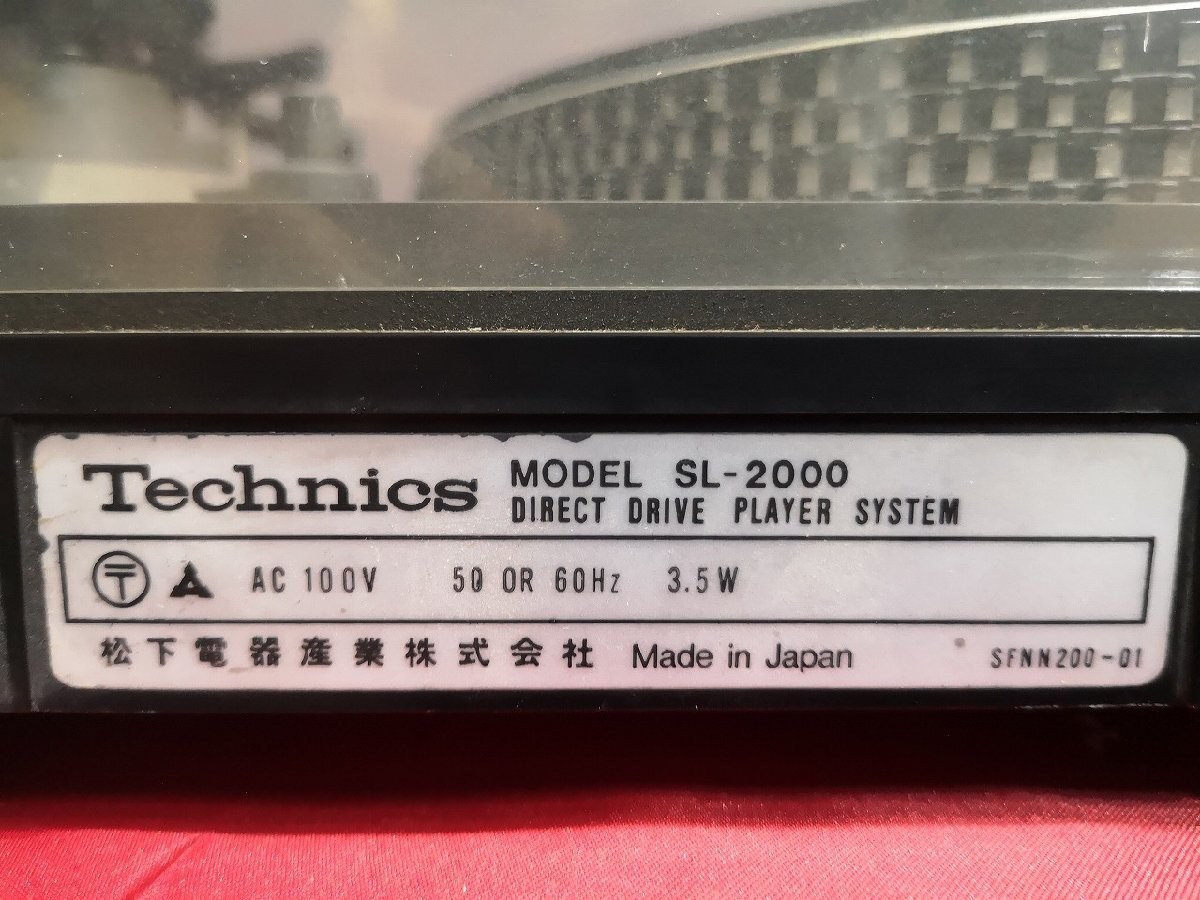 Technics MODEL SL-2000
DIRECT DRIVE PLAYER SYSTEM
〶 AC 100V 50 OR 60Hz 3.5W
松下電器産業株式会社 Made in Japan SFNN200-01